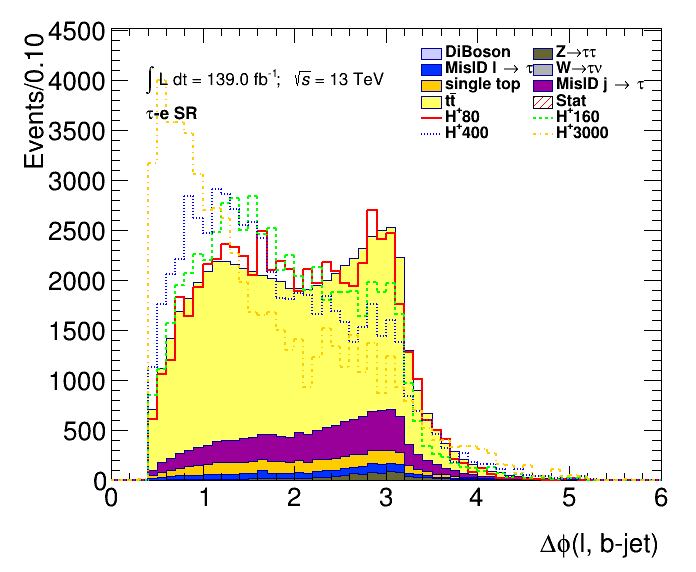 Events/0.10
4500
4000
3500
3000
2500
2000
1500
1000
500
0
∫ L dt = 139.0 fb⁻¹; √s = 13 TeV
τ-e SR
DiBoson
Z→ττ
MisID l → τ
W→τν
single top
MisID j → τ
tt̄
Stat
H⁺80
H⁺160
H⁺400
H⁺3000
0 1 2 3 4 5 6
Δϕ(l, b-jet)